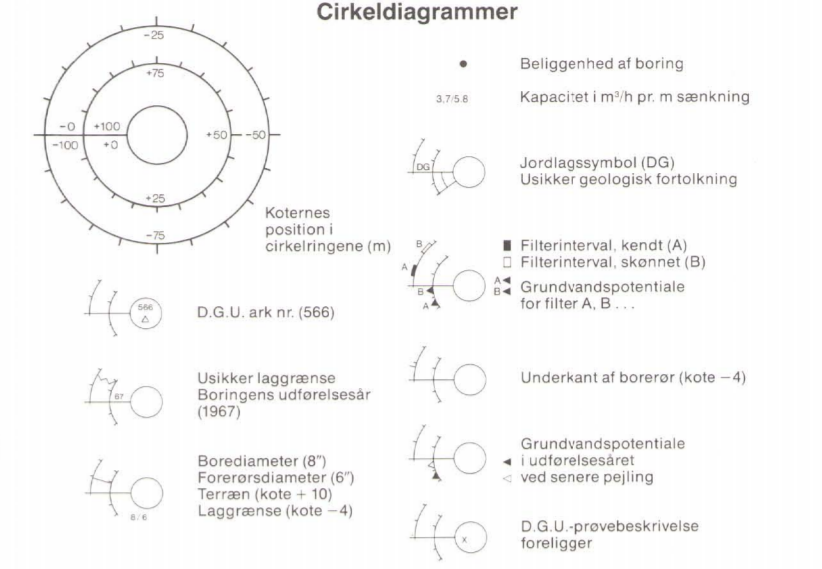 Cirkeldiagrammer
−25
+75
−0 +100
−100 +0
+50 −50
+25
−75
Koternes
position i
cirkelringene (m)
566
D.G.U. ark nr. (566)
67
Usikker laggrænse
Boringens udførelsesår
(1967)
8/6
Borediameter (8″)
Forerørsdiameter (6″)
Terræn (kote + 10)
Laggrænse (kote −4)
Beliggenhed af boring
3.7/5.8
Kapacitet i m³/h pr. m sænkning
DG
Jordlagssymbol (DG)
Usikker geologisk fortolkning
B
A
B
A
Filterinterval, kendt (A)
Filterinterval, skønnet (B)
A
B
Grundvandspotentiale
for filter A, B . . .
Underkant af borerør (kote −4)
Grundvandspotentiale
i udførelsesåret
ved senere pejling
x
D.G.U.-prøvebeskrivelse
foreligger